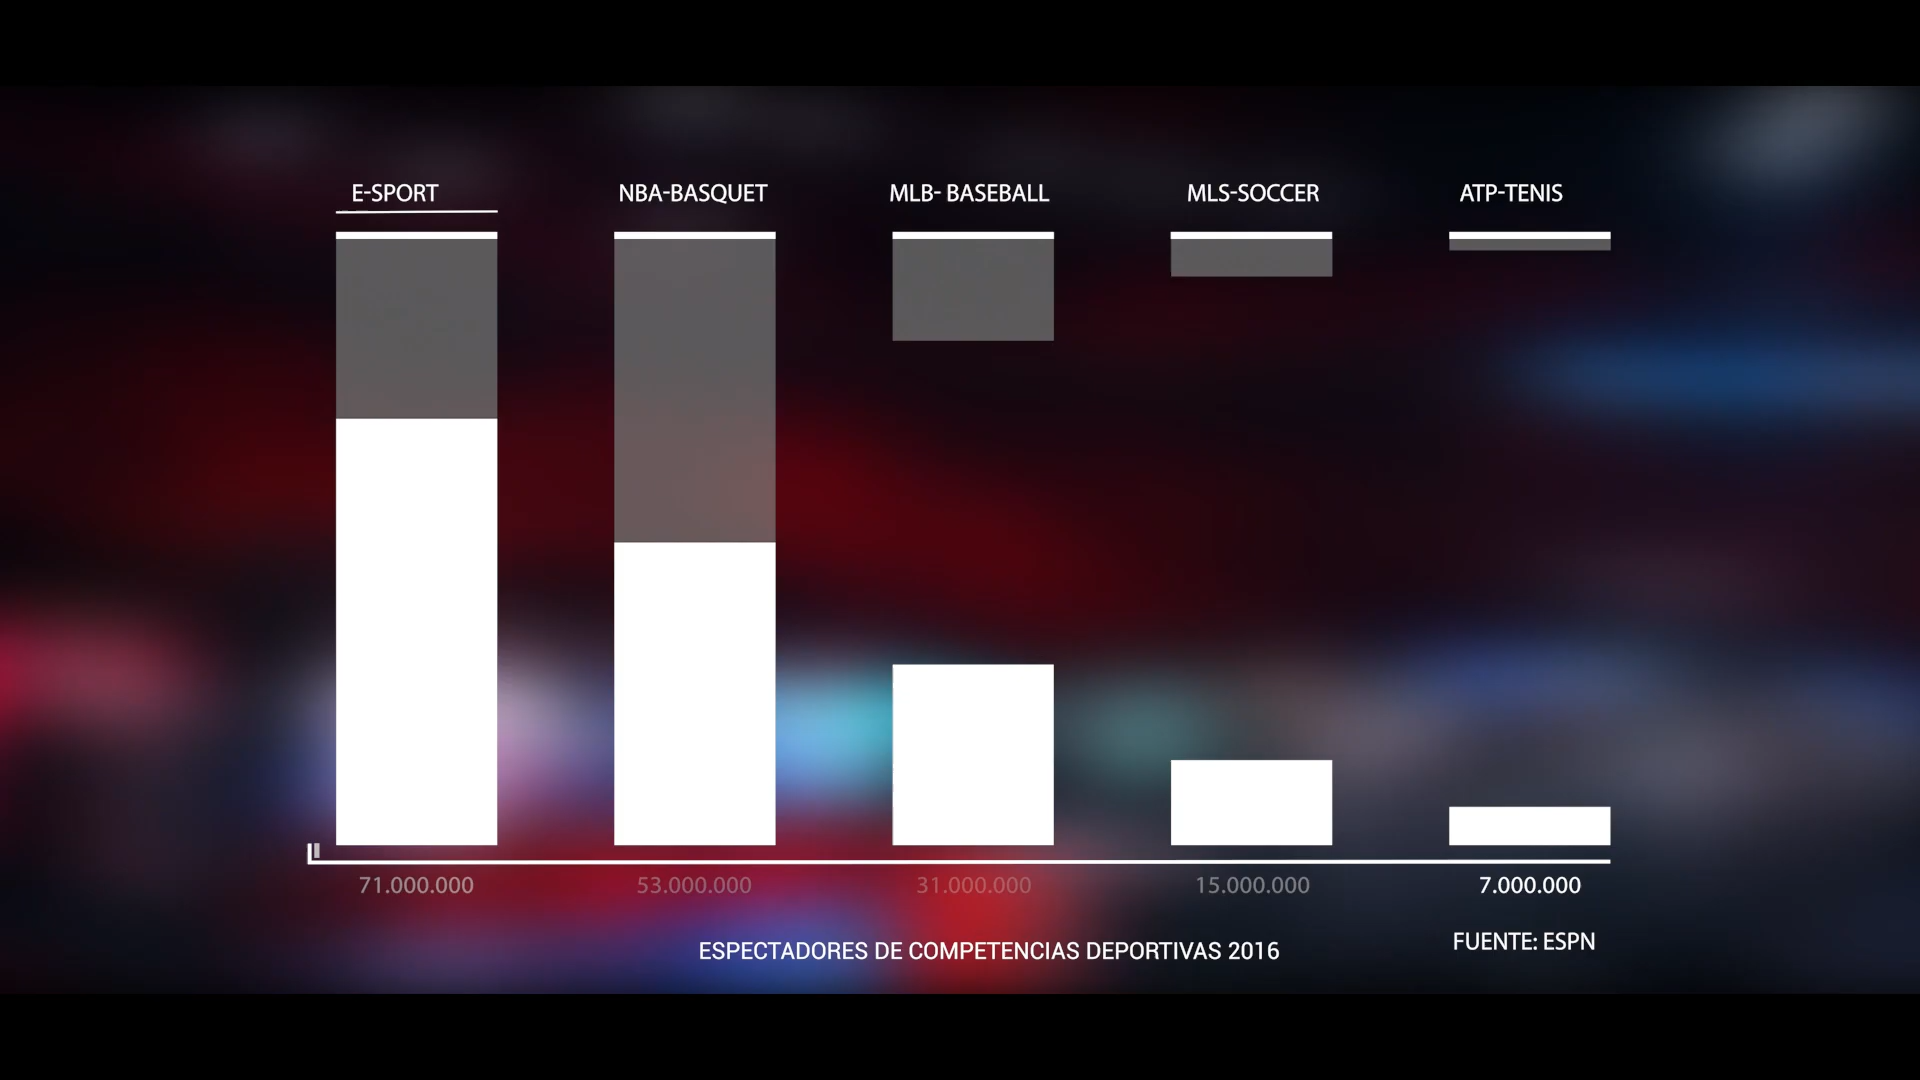 E-SPORT
NBA-BASQUET
MLB- BASEBALL
MLS-SOCCER
ATP-TENIS
71.000.000
53.000.000
31.000.000
15.000.000
7.000.000
ESPECTADORES DE COMPETENCIAS DEPORTIVAS 2016
FUENTE: ESPN